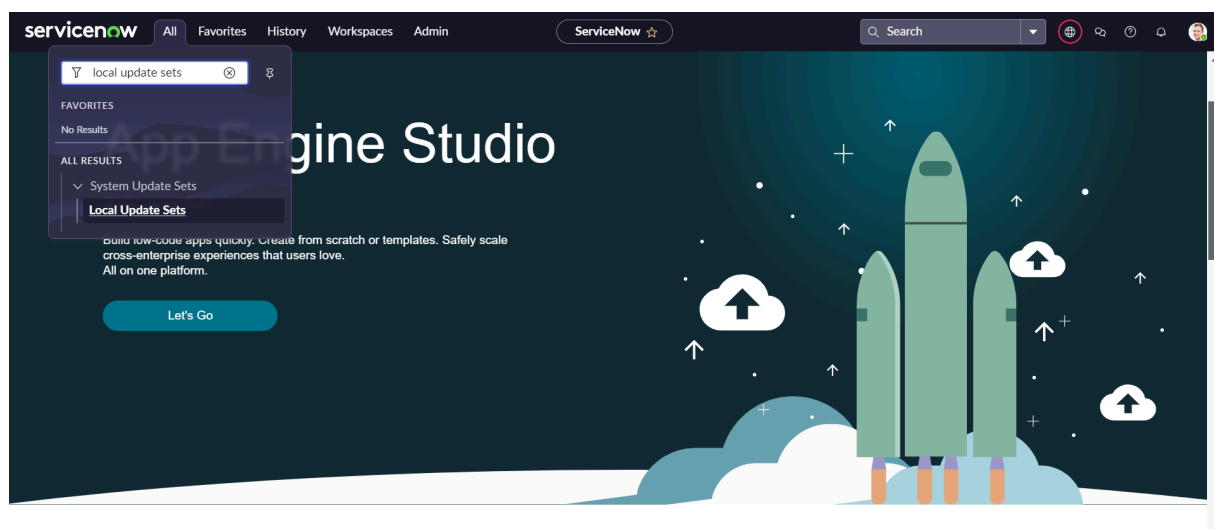 servicenow All Favorites History Workspaces Admin ServiceNow Search
local update sets
FAVORITES
No Results
App Engine Studio
ALL RESULTS
System Update Sets
Local Update Sets
Build low-code apps quickly. Create from scratch or templates. Safely scale
cross-enterprise experiences that users love.
All on one platform.
Let's Go